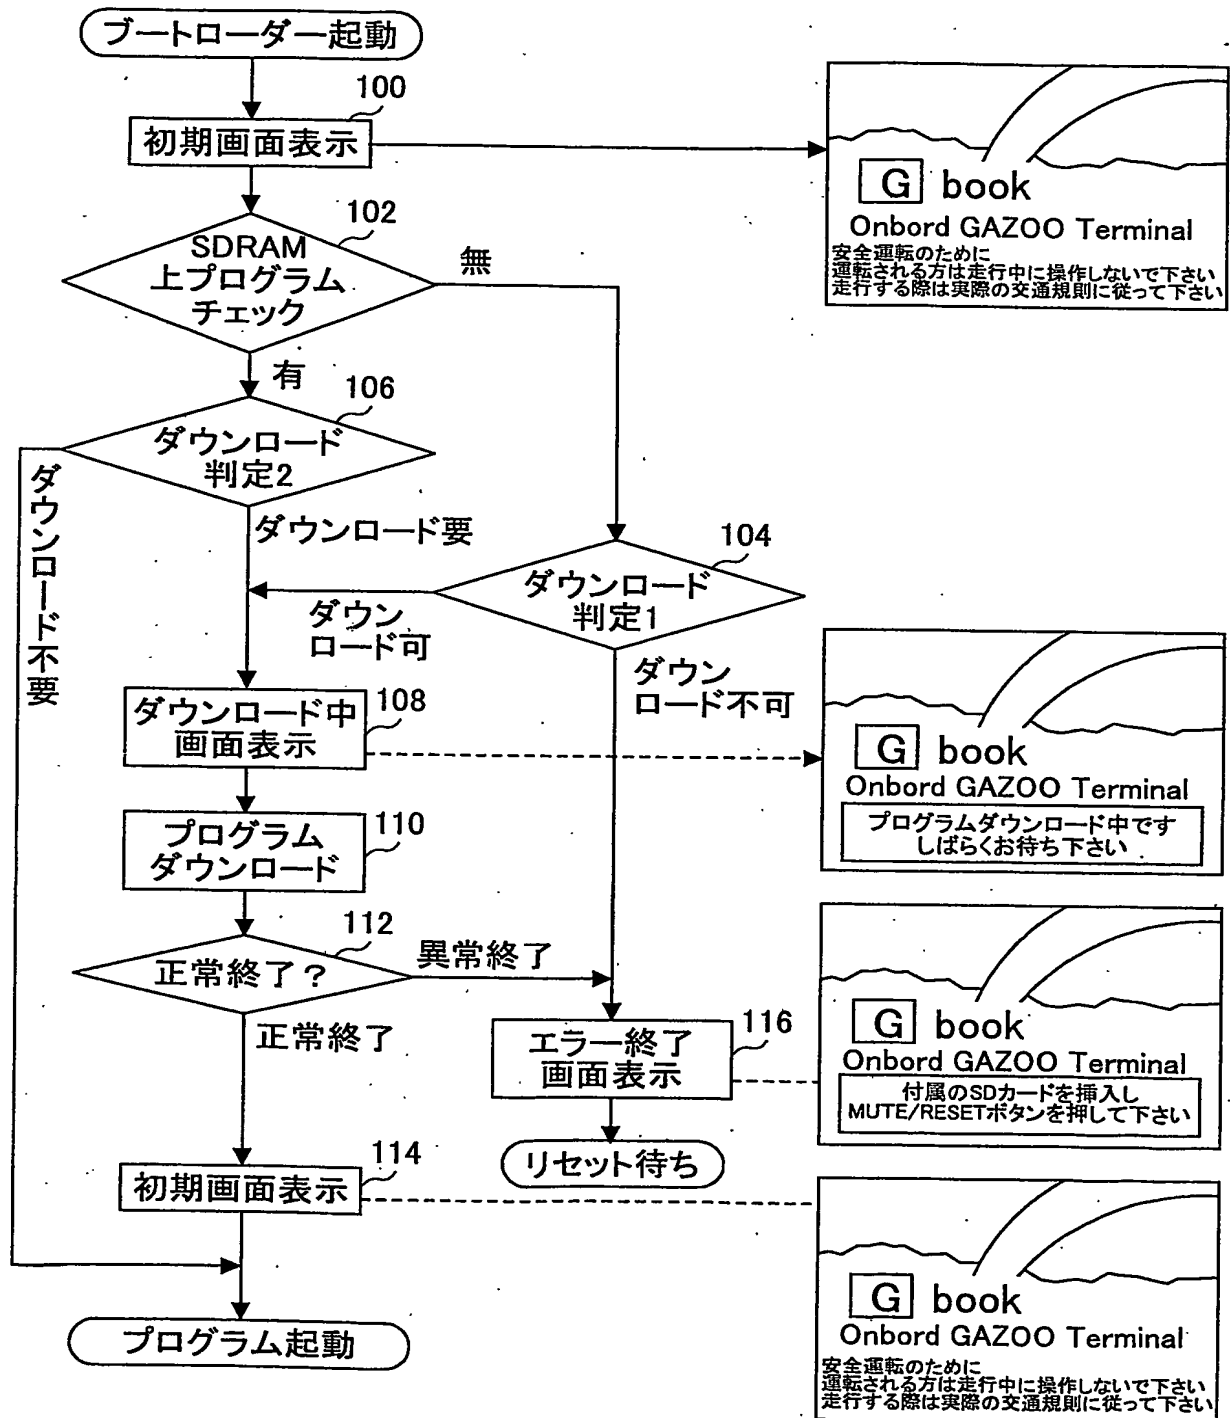 ブートローダー起動
100
初期画面表示
G book
Onbord GAZOO Terminal
安全運転のために
運転される方は走行中に操作しないで下さい
走行する際は実際の交通規則に従って下さい
102
SDRAM
上プログラム
チェック
無
有
106
ダウンロード
判定2
ダウンロード不要
ダウンロード要
104
ダウンロード
判定1
ダウン
ロード可
ダウン
ロード不可
108
ダウンロード中
画面表示
G book
Onbord GAZOO Terminal
プログラムダウンロード中です
しばらくお待ち下さい
110
プログラム
ダウンロード
112
正常終了?
異常終了
正常終了
116
エラー終了
画面表示
G book
Onbord GAZOO Terminal
付属のSDカードを挿入し
MUTE/RESETボタンを押して下さい
リセット待ち
114
初期画面表示
G book
Onbord GAZOO Terminal
安全運転のために
運転される方は走行中に操作しないで下さい
走行する際は実際の交通規則に従って下さい
プログラム起動